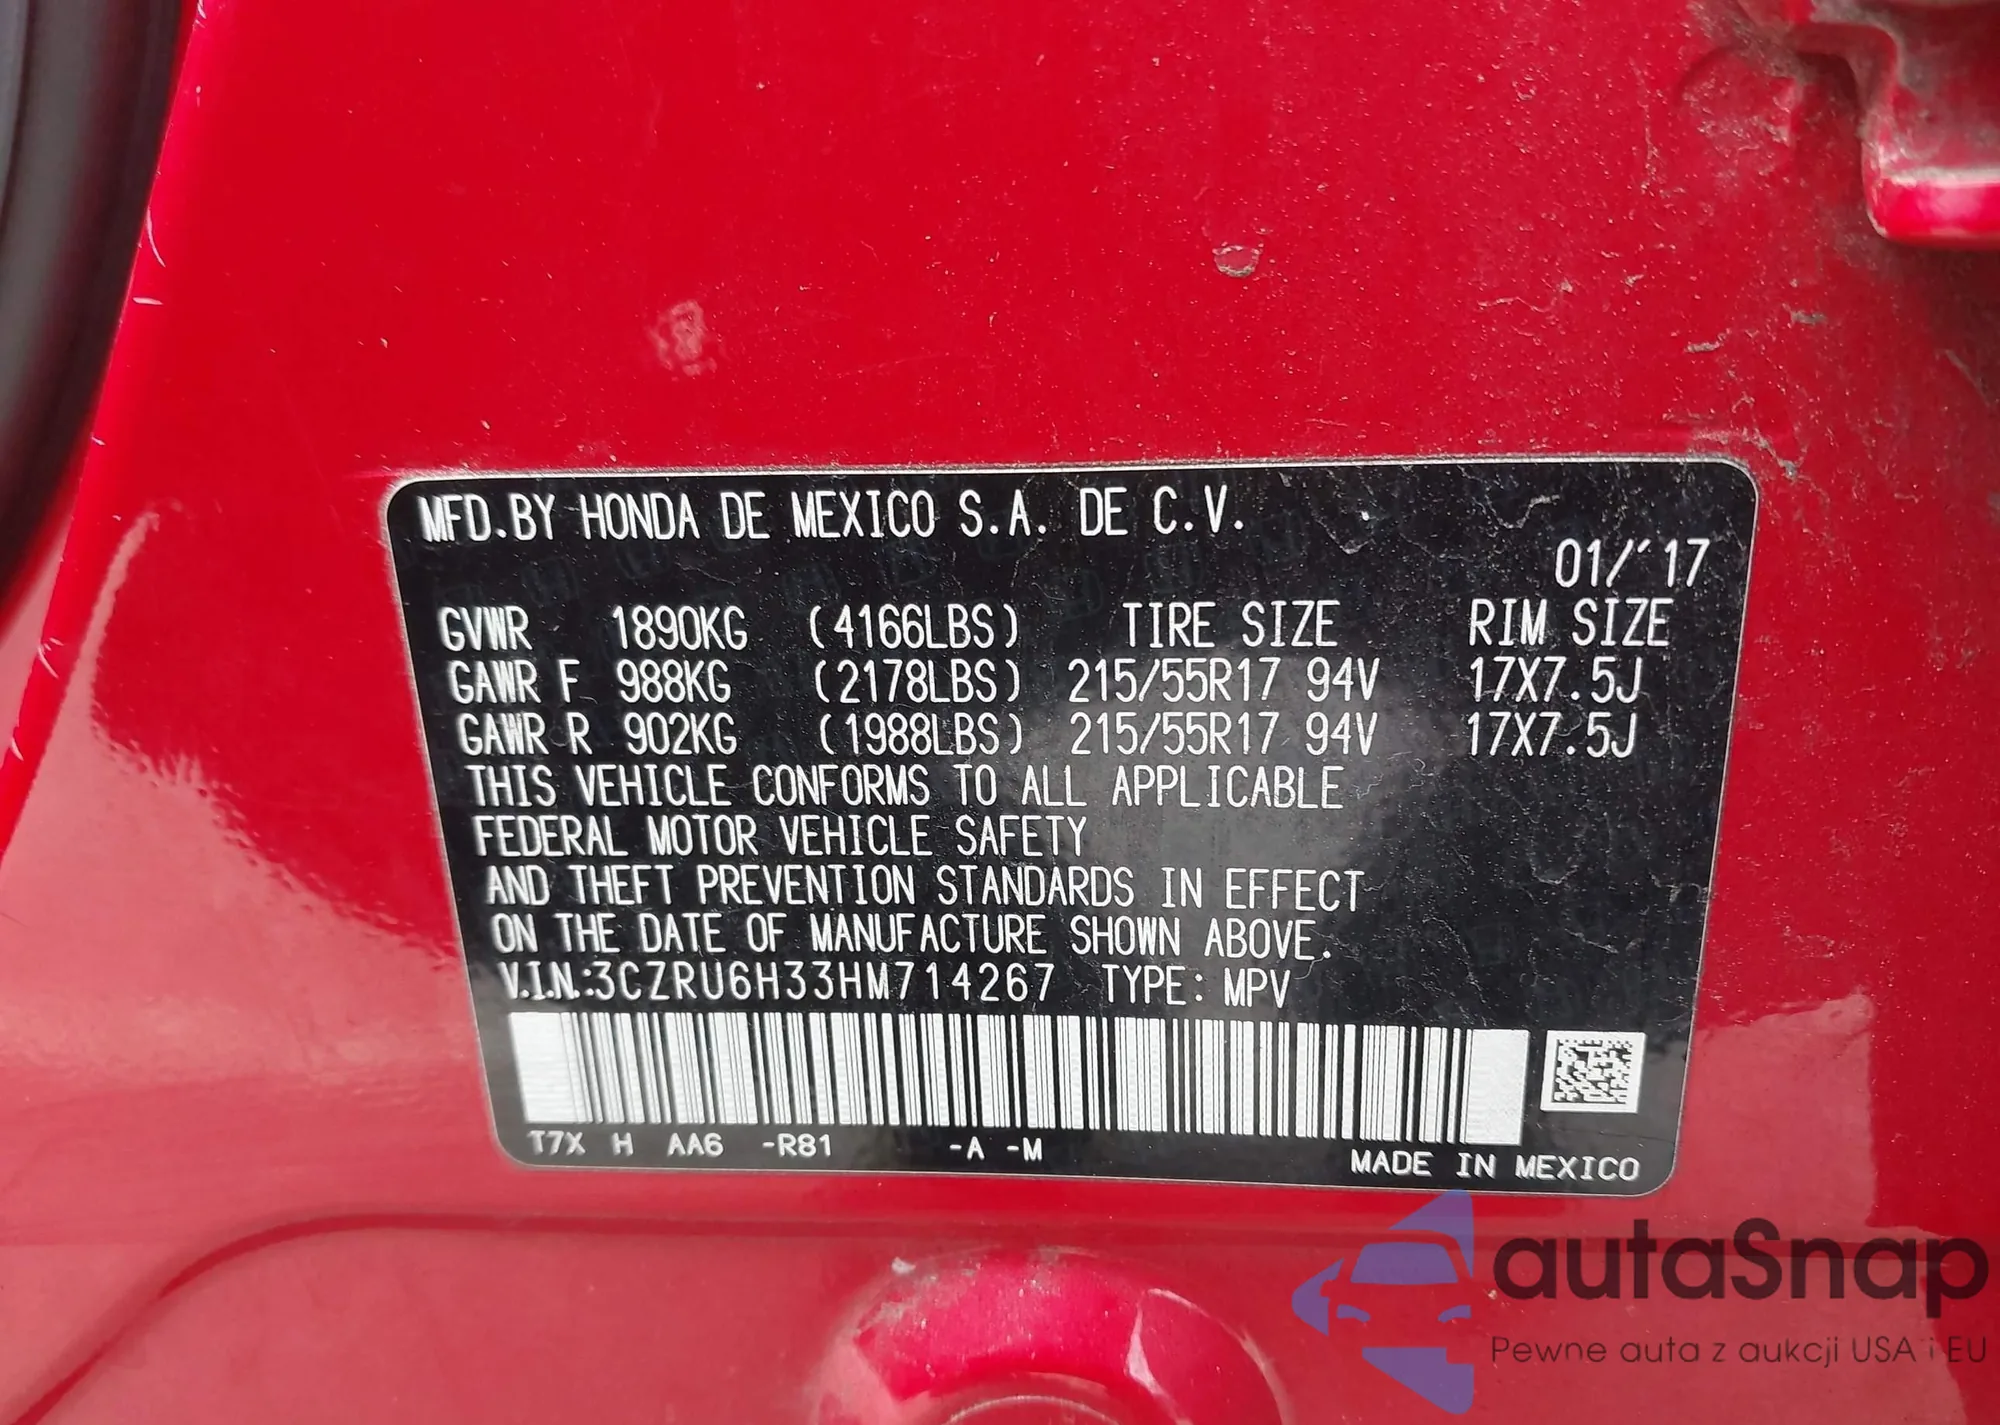 MFD.BY HONDA DE MEXICO S.A. DE C.V.
01/'17
GVWR 1890KG (4166LBS) TIRE SIZE RIM SIZE
GAWR F 988KG (2178LBS) 215/55R17 94V 17X7.5J
GAWR R 902KG (1988LBS) 215/55R17 94V 17X7.5J
THIS VEHICLE CONFORMS TO ALL APPLICABLE
FEDERAL MOTOR VEHICLE SAFETY
AND THEFT PREVENTION STANDARDS IN EFFECT
ON THE DATE OF MANUFACTURE SHOWN ABOVE.
V.I.N.:3CZRU6H33HM714267 TYPE: MPV
T7X H AA6 -R81 -A -M
MADE IN MEXICO
autaSnap
Pewne auta z aukcji USA i EU